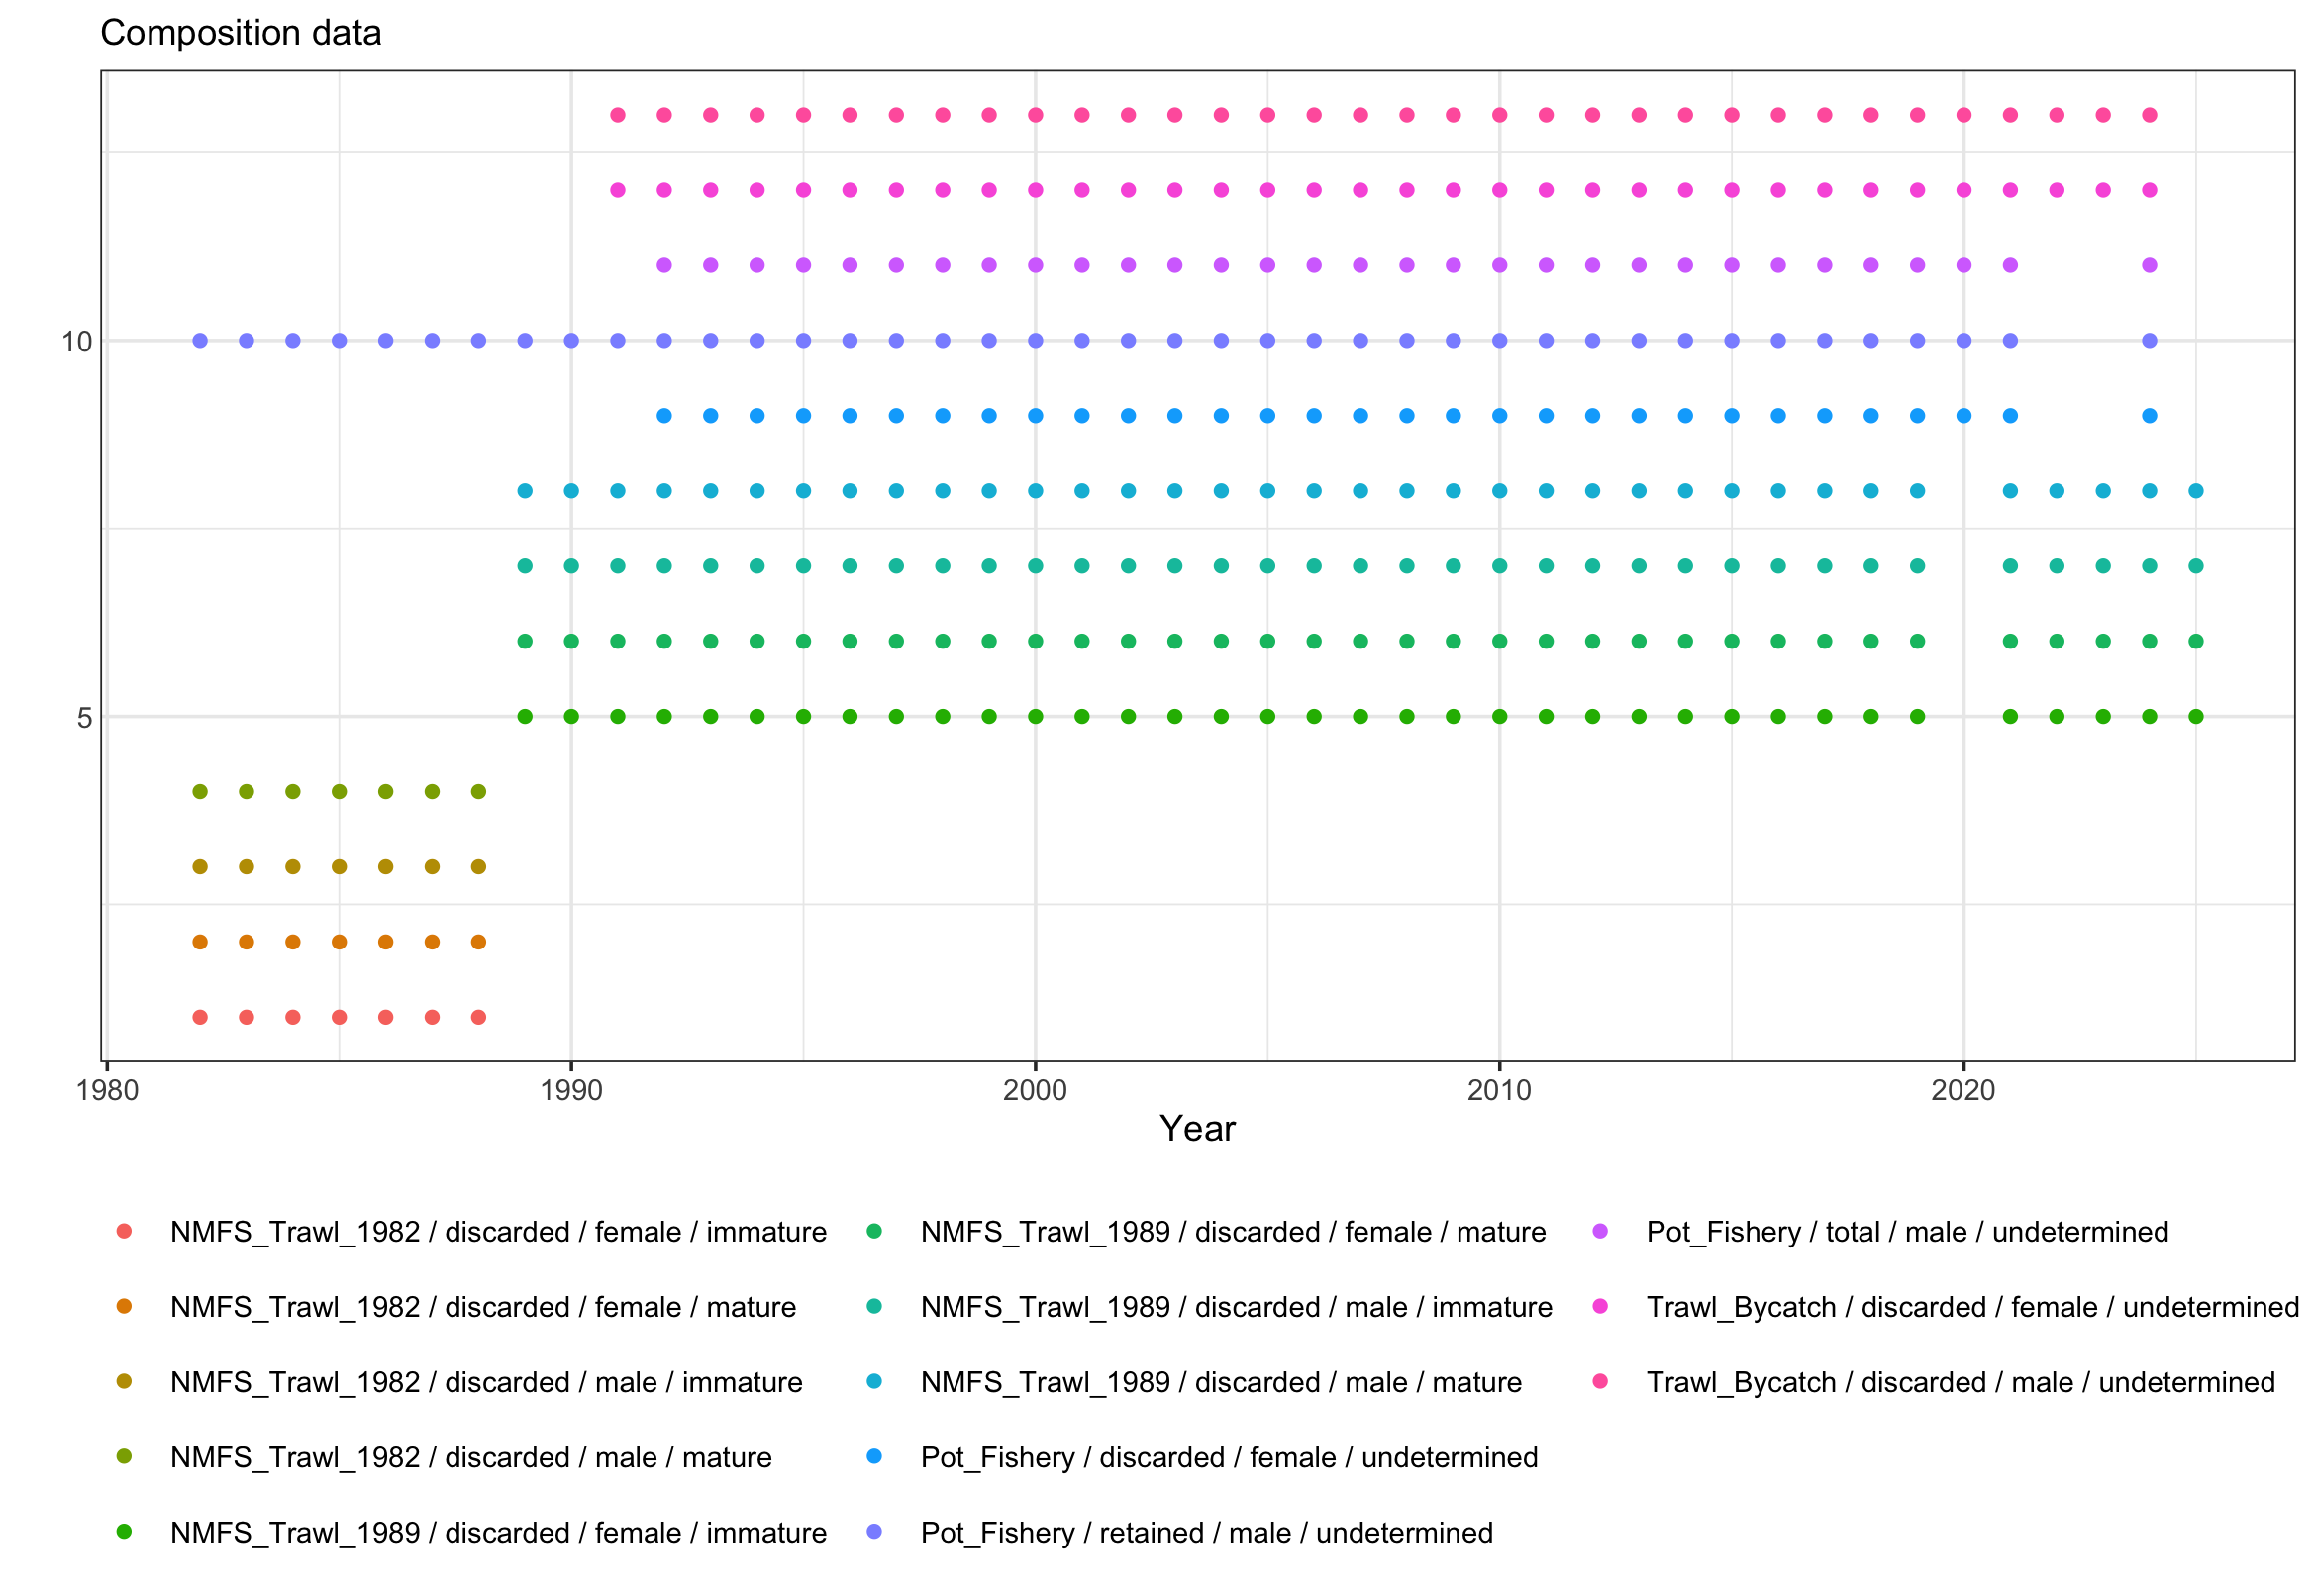 Composition data
10
5
1980 1990 2000 2010 2020
Year
NMFS_Trawl_1982 / discarded / female / immature
NMFS_Trawl_1982 / discarded / female / mature
NMFS_Trawl_1982 / discarded / male / immature
NMFS_Trawl_1982 / discarded / male / mature
NMFS_Trawl_1989 / discarded / female / immature
NMFS_Trawl_1989 / discarded / female / mature
NMFS_Trawl_1989 / discarded / male / immature
NMFS_Trawl_1989 / discarded / male / mature
Pot_Fishery / discarded / female / undetermined
Pot_Fishery / retained / male / undetermined
Pot_Fishery / total / male / undetermined
Trawl_Bycatch / discarded / female / undetermined
Trawl_Bycatch / discarded / male / undetermined